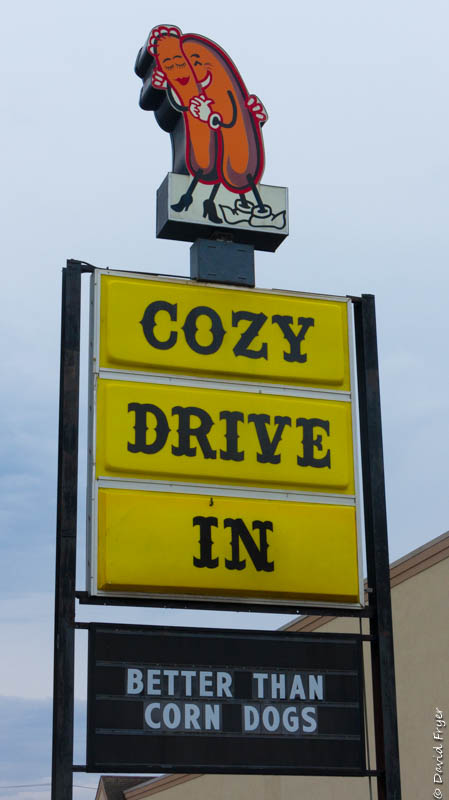 COZY
DRIVE
IN
BETTER THAN
CORN DOGS
© David Fryer